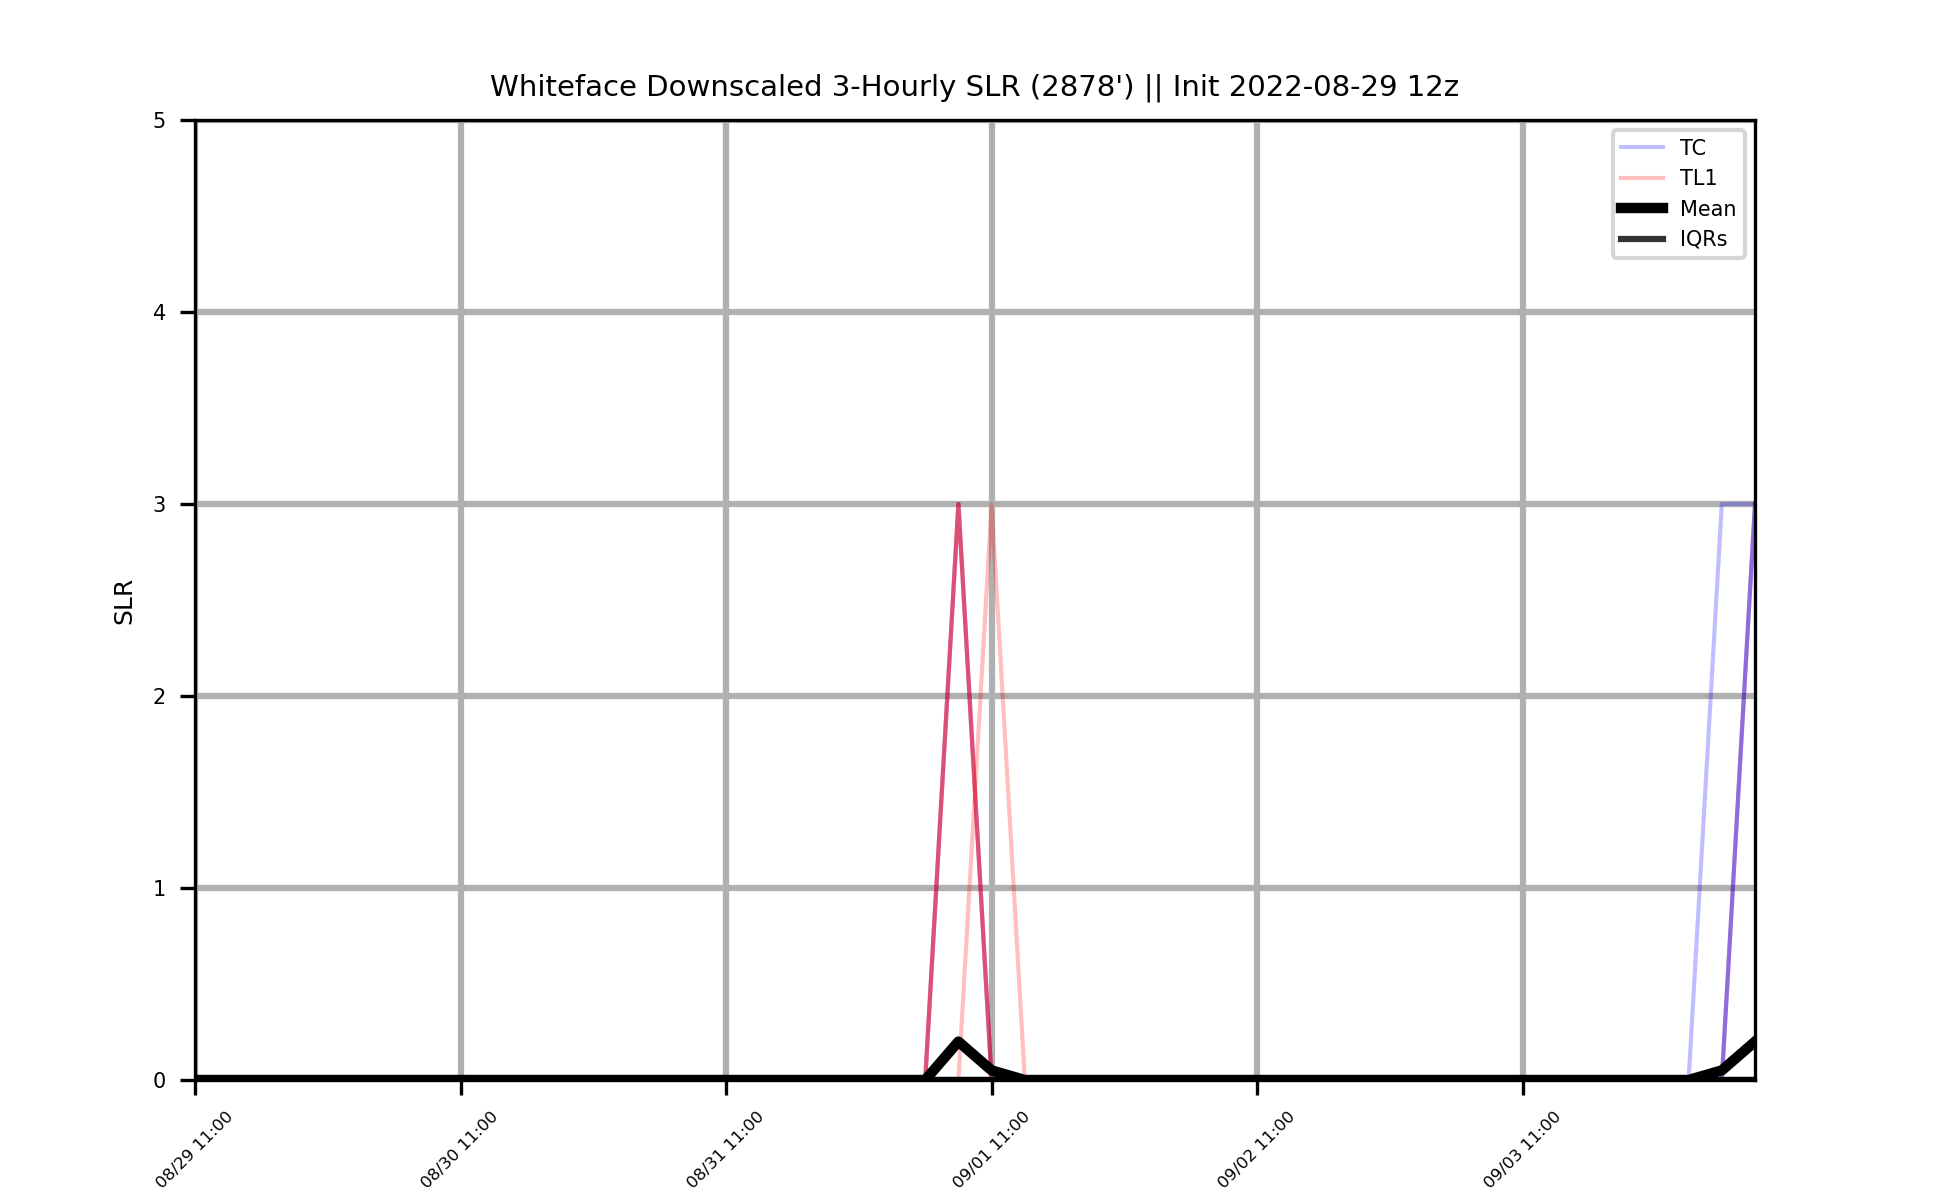 Whiteface Downscaled 3-Hourly SLR (2878') || Init 2022-08-29 12z
5
4
3
2
1
0
SLR
TC
TL1
Mean
IQRs
08/29 11:00
08/30 11:00
08/31 11:00
09/01 11:00
09/02 11:00
09/03 11:00